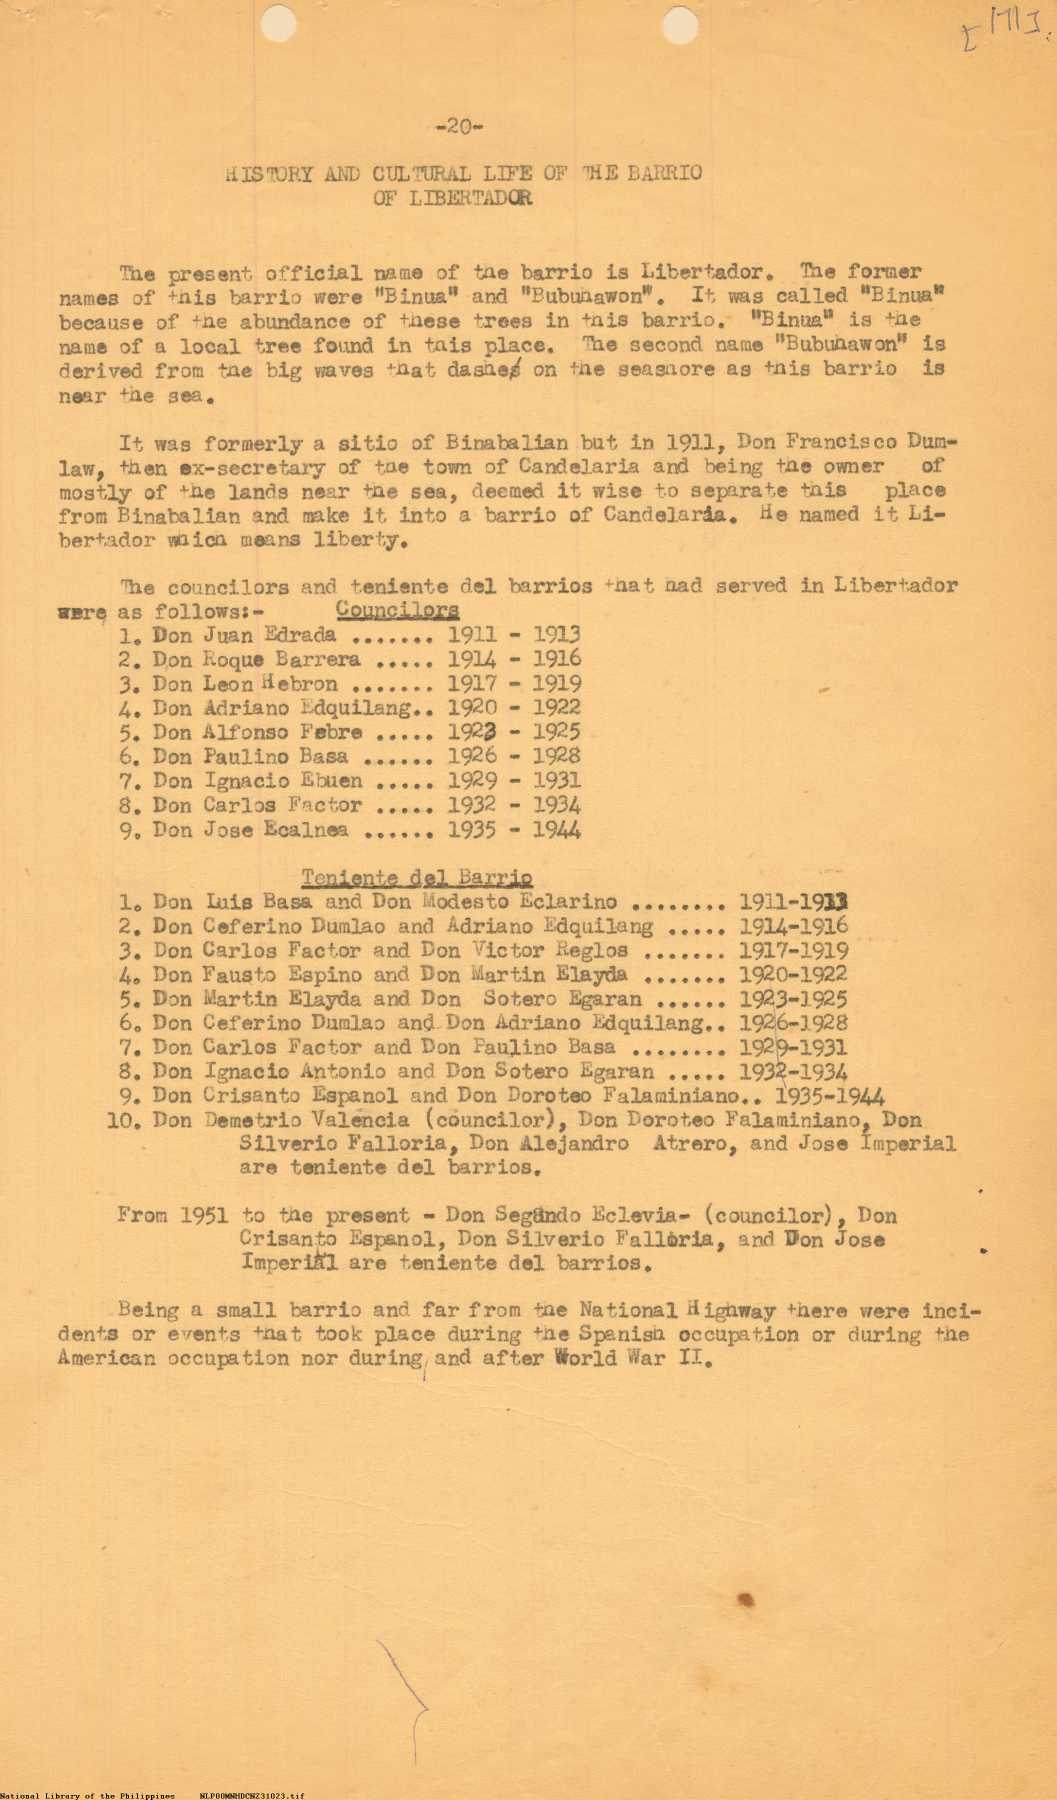 [171]
-20-
HISTORY AND CULTURAL LIFE OF THE BARRIO
OF LIBERTADOR
The present official name of the barrio is Libertador. The former
names of this barrio were "Binua" and "Bubuhawon". It was called "Binua"
because of the abundance of these trees in this barrio. "Binua" is the
name of a local tree found in this place. The second name "Bubuhawon" is
derived from the big waves that dashes on the seashore as this barrio is
near the sea.
It was formerly a sitio of Binabalian but in 1911, Don Francisco Dum-
law, then ex-secretary of the town of Candelaria and being the owner of
mostly of the lands near the sea, deemed it wise to separate this place
from Binabalian and make it into a barrio of Candelaria. He named it Li-
bertador which means liberty.
The councilors and teniente del barrios that had served in Libertador
were as follows:- Councilors
1. Don Juan Edrada ....... 1911 - 1913
2. Don Roque Barrera ..... 1914 - 1916
3. Don Leon Hebron ....... 1917 - 1919
4. Don Adriano Edquilang.. 1920 - 1922
5. Don Alfonso Febre ..... 1923 - 1925
6. Don Paulino Basa ...... 1926 - 1928
7. Don Ignacio Ebuen ..... 1929 - 1931
8. Don Carlos Factor ..... 1932 - 1934
9. Don Jose Ecalnea ...... 1935 - 1944
Teniente del Barrio
1. Don Luis Basa and Don Modesto Eclarino ........ 1911-1913
2. Don Ceferino Dumlao and Adriano Edquilang ..... 1914-1916
3. Don Carlos Factor and Don Victor Reglos ....... 1917-1919
4. Don Fausto Espino and Don Martin Elayda ....... 1920-1922
5. Don Martin Elayda and Don Sotero Egaran ...... 1923-1925
6. Don Ceferino Dumlao and Don Adriano Edquilang.. 1926-1928
7. Don Carlos Factor and Don Paulino Basa ........ 1929-1931
8. Don Ignacio Antonio and Don Sotero Egaran ..... 1932-1934
9. Don Crisanto Espanol and Don Doroteo Falaminiano.. 1935-1944
10. Don Demetrio Valencia (councilor), Don Doroteo Falaminiano, Don
Silverio Falloria, Don Alejandro Atrero, and Jose Imperial
are teniente del barrios.
From 1951 to the present - Don Segundo Eclevia- (councilor), Don
Crisanto Espanol, Don Silverio Falloria, and Don Jose
Imperial are teniente del barrios.
Being a small barrio and far from the National Highway there were inci-
dents or events that took place during the Spanish occupation or during the
American occupation nor during, and after World War II.
National Library of the Philippines NLP00MNHDCNZ31023.tif